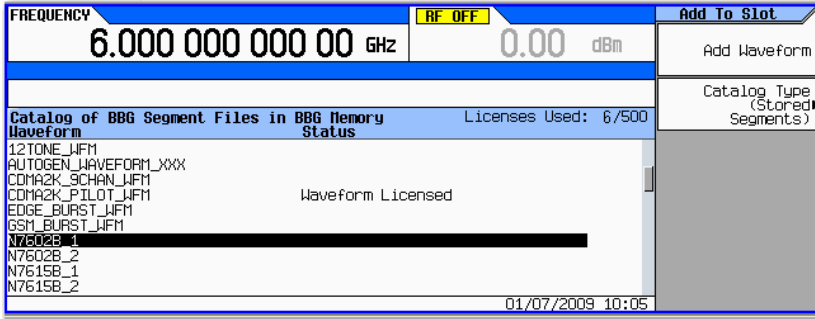 FREQUENCY
RF OFF
Add To Slot
6.000 000 000 00 GHz
0.00 dBm
Add Waveform
Catalog Type
(Stored
Segments)
Catalog of BBG Segment Files in BBG Memory
Licenses Used: 6/500
Waveform Status
12TONE_WFM
AUTOGEN_WAVEFORM_XXX
CDMA2K_9CHAN_WFM
CDMA2K_PILOT_WFM Waveform Licensed
EDGE_BURST_WFM
GSM_BURST_WFM
N7602B_1
N7602B_2
N7615B_1
N7615B_2
01/07/2009 10:05